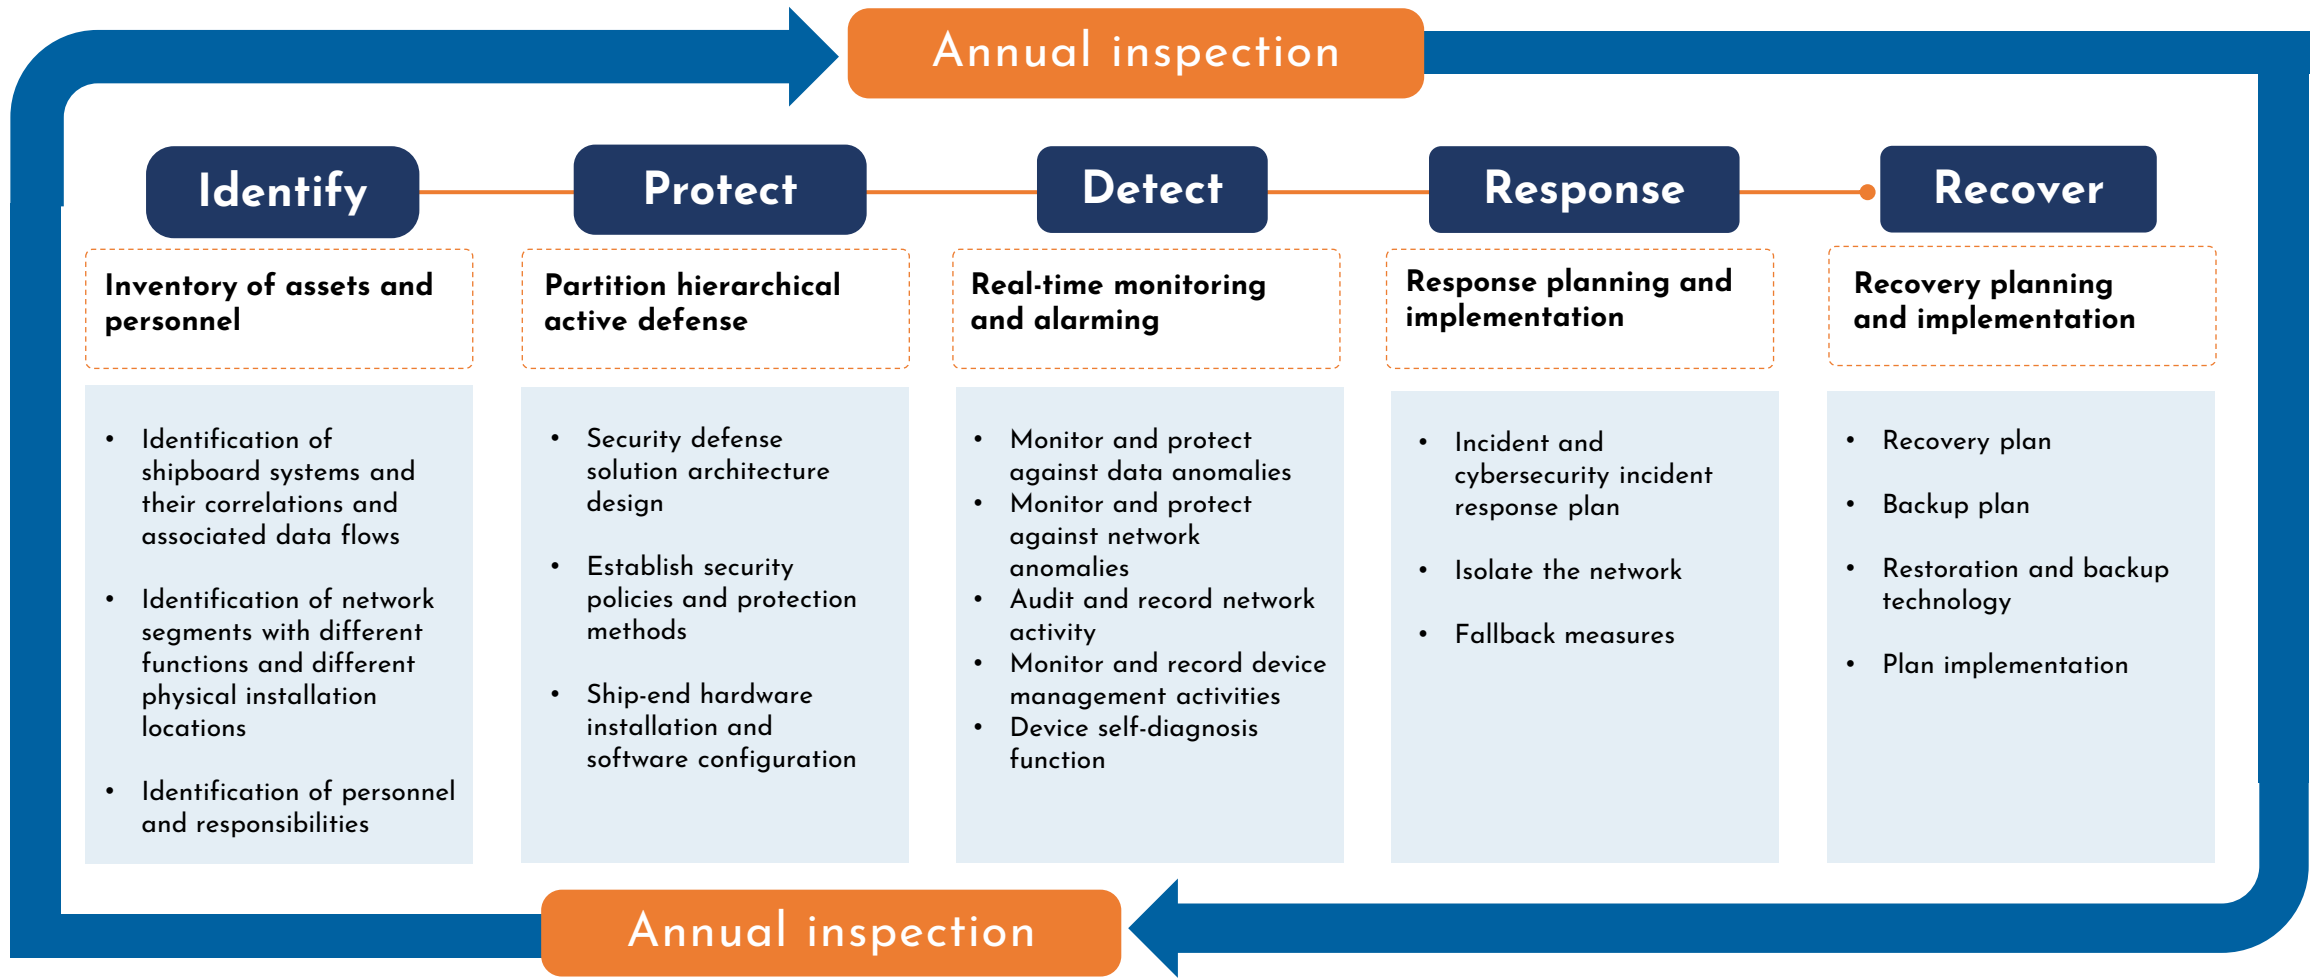 Annual inspection
Identify
Protect
Detect
Response
Recover
Inventory of assets and
personnel
Partition hierarchical
active defense
Real-time monitoring
and alarming
Response planning and
implementation
Recovery planning
and implementation
• Identification of
shipboard systems and
their correlations and
associated data flows
• Identification of network
segments with different
functions and different
physical installation
locations
• Identification of personnel
and responsibilities
• Security defense
solution architecture
design
• Establish security
policies and protection
methods
• Ship-end hardware
installation and
software configuration
• Monitor and protect
against data anomalies
• Monitor and protect
against network
anomalies
• Audit and record network
activity
• Monitor and record device
management activities
• Device self-diagnosis
function
• Incident and
cybersecurity incident
response plan
• Isolate the network
• Fallback measures
• Recovery plan
• Backup plan
• Restoration and backup
technology
• Plan implementation
Annual inspection